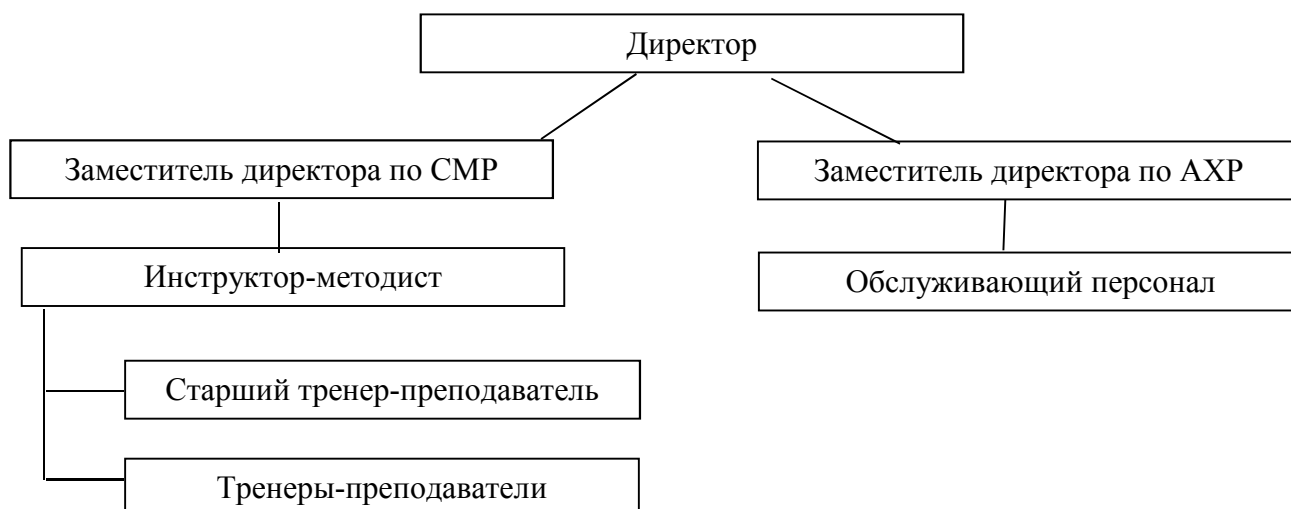 Директор
Заместитель директора по СМР
Заместитель директора по АХР
Инструктор-методист
Обслуживающий персонал
Старший тренер-преподаватель
Тренеры-преподаватели